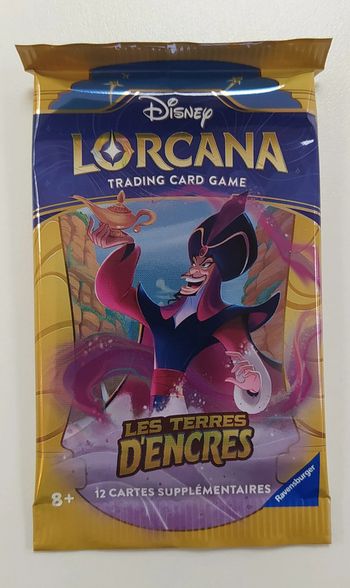 Disney
LORCANA
TRADING CARD GAME
LES TERRES
D'ENCRES
8+
12 CARTES SUPPLÉMENTAIRES
Ravensburger